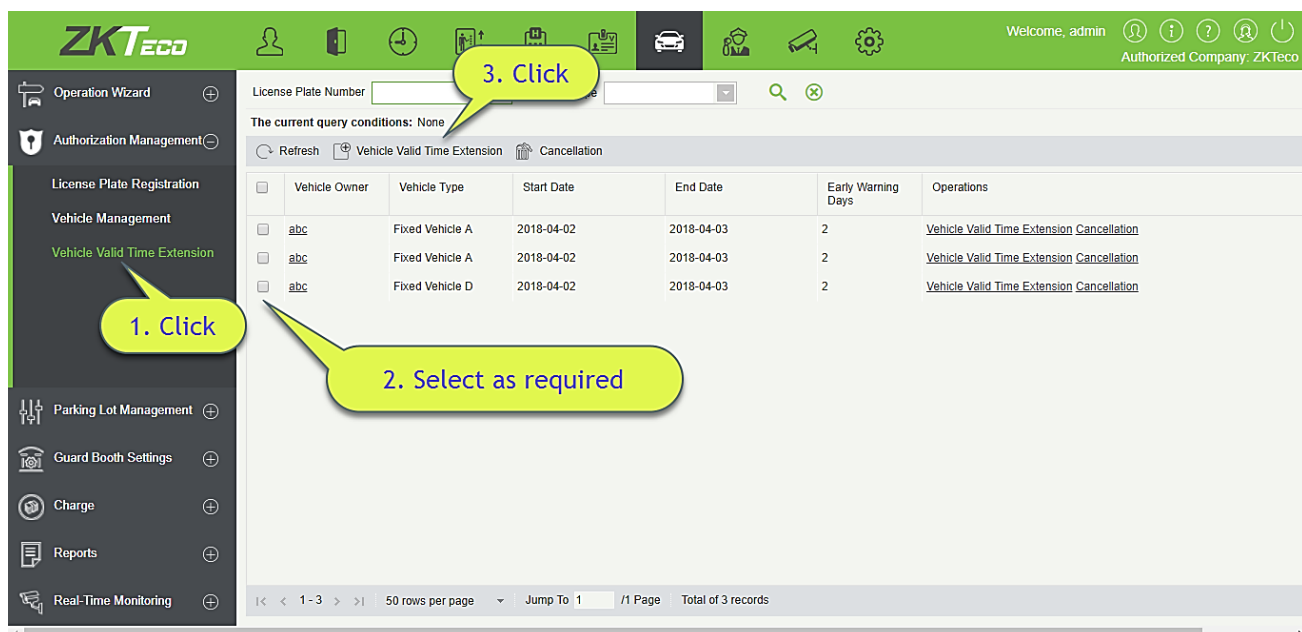 ZKTECO
Welcome, admin
Authorized Company: ZKTeco
3. Click
Operation Wizard
License Plate Number
The current query conditions: None
Authorization Management
Refresh Vehicle Valid Time Extension Cancellation
License Plate Registration
Vehicle Management
Vehicle Valid Time Extension
Vehicle Owner Vehicle Type Start Date End Date Early Warning Days Operations
abc Fixed Vehicle A 2018-04-02 2018-04-03 2 Vehicle Valid Time Extension Cancellation
abc Fixed Vehicle A 2018-04-02 2018-04-03 2 Vehicle Valid Time Extension Cancellation
abc Fixed Vehicle D 2018-04-02 2018-04-03 2 Vehicle Valid Time Extension Cancellation
1. Click
2. Select as required
Parking Lot Management
Guard Booth Settings
Charge
Reports
Real-Time Monitoring
1 - 3 50 rows per page Jump To 1 /1 Page Total of 3 records